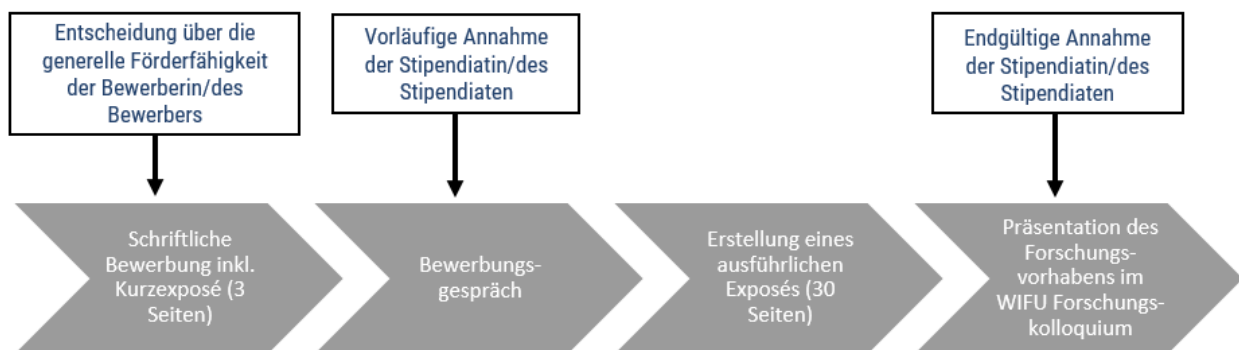 Entscheidung über die
generelle Förderfähigkeit
der Bewerberin/des
Bewerbers
Vorläufige Annahme
der Stipendiatin/des
Stipendiaten
Endgültige Annahme
der Stipendiatin/des
Stipendiaten
Schriftliche
Bewerbung inkl.
Kurzexposé (3
Seiten)
Bewerbungs-
gespräch
Erstellung eines
ausführlichen
Exposés (30
Seiten)
Präsentation des
Forschungs-
vorhabens im
WIFU Forschungs-
kolloquium